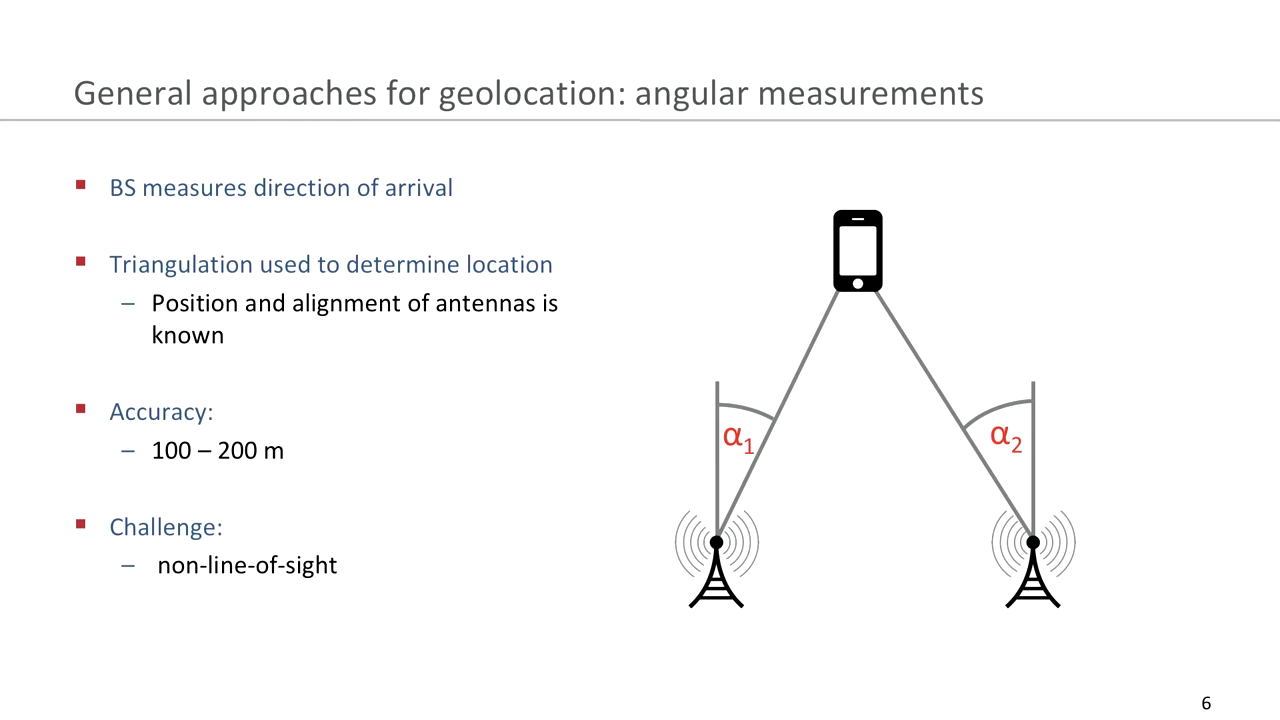 General approaches for geolocation: angular measurements
▪ BS measures direction of arrival
▪ Triangulation used to determine location
– Position and alignment of antennas is
known
▪ Accuracy:
– 100 – 200 m
▪ Challenge:
– non-line-of-sight
α₁
α₂
6